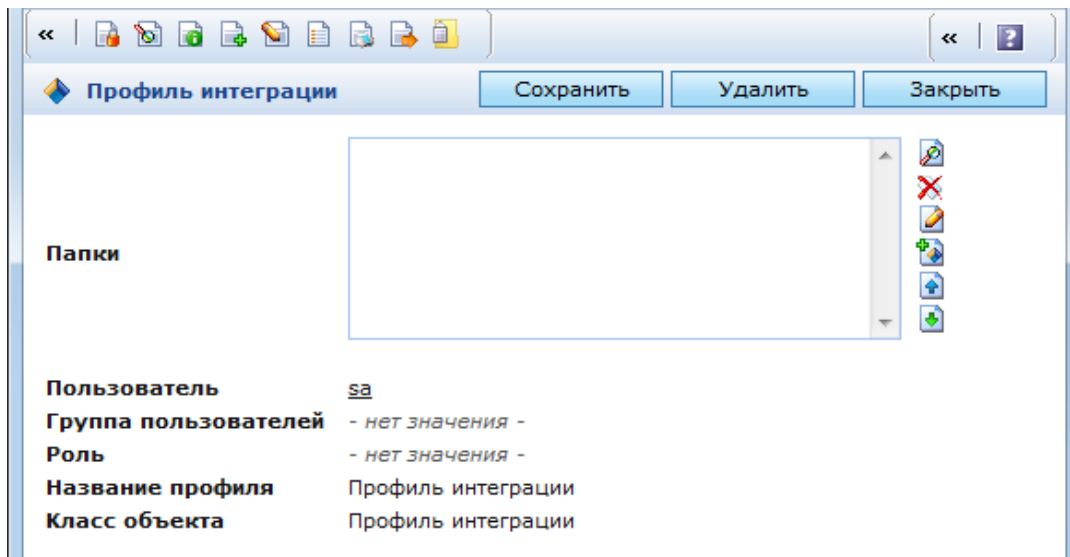 «
«
?
Профиль интеграции Сохранить Удалить Закрыть
Папки
Пользователь sa
Группа пользователей - нет значения -
Роль - нет значения -
Название профиля Профиль интеграции
Класс объекта Профиль интеграции